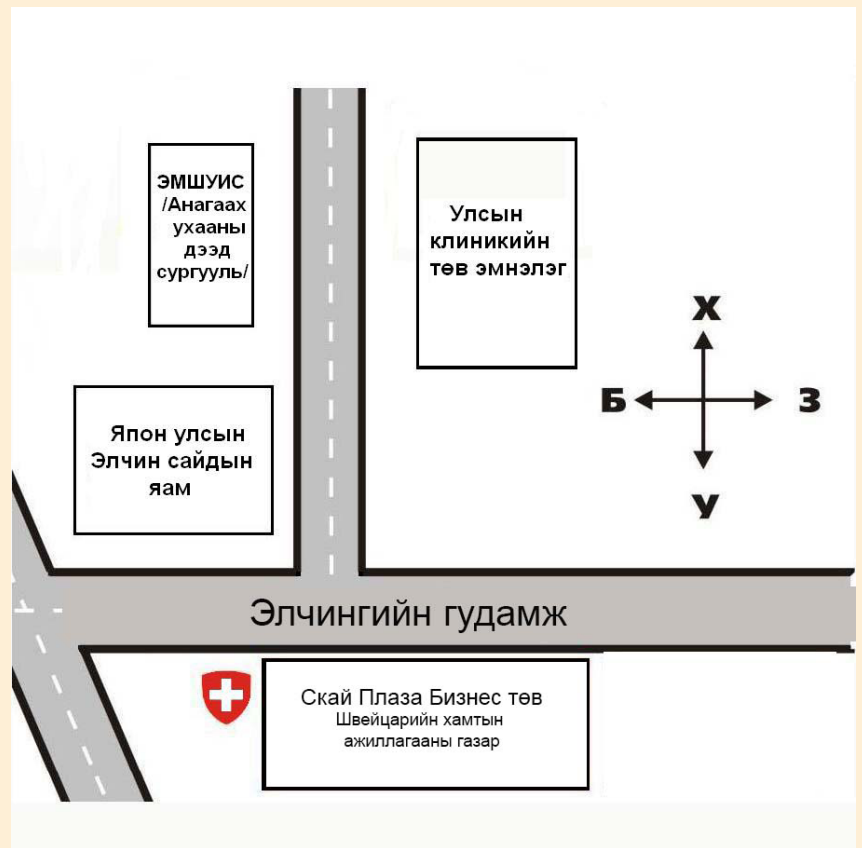 ЭМШУИС
/Анагаах
ухааны
дээд
сургууль/
Улсын
клиникийн
төв эмнэлэг
Х
Б
З
У
Япон улсын
Элчин сайдын
яам
Элчингийн гудамж
Скай Плаза Бизнес төв
Швейцарийн хамтын
ажиллагааны газар